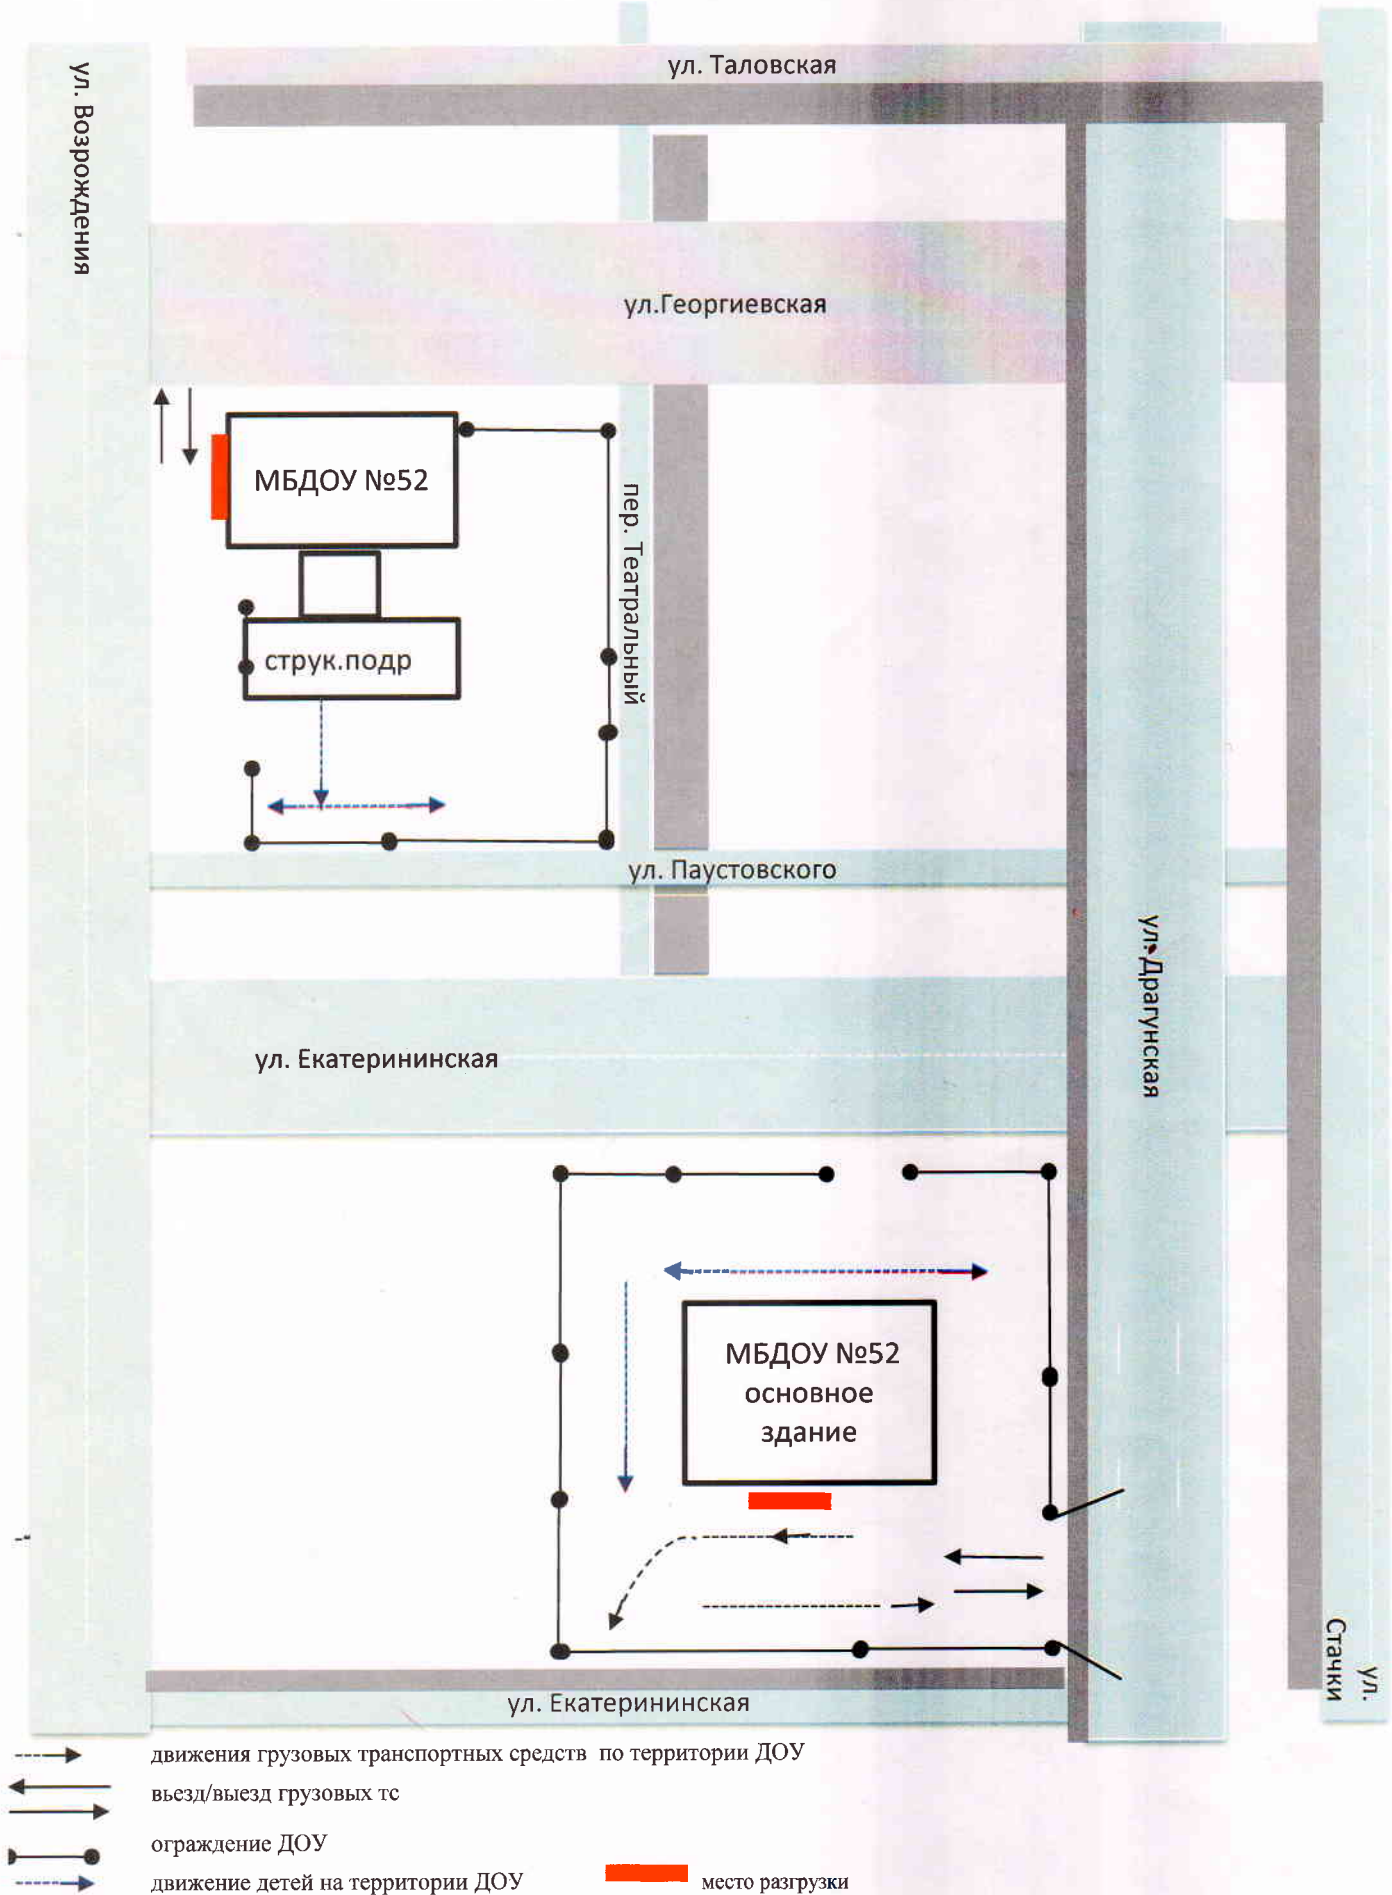 ул. Таловская
ул. Возрождения
ул.Георгиевская
МБДОУ №52
пер. Театральный
струк.подр
ул. Паустовского
ул. Драгунская
ул. Екатерининская
МБДОУ №52
основное
здание
ул.
Стачки
ул. Екатерининская
движения грузовых транспортных средств по территории ДОУ
вьезд/выезд грузовых тс
ограждение ДОУ
движение детей на территории ДОУ
место разгрузки